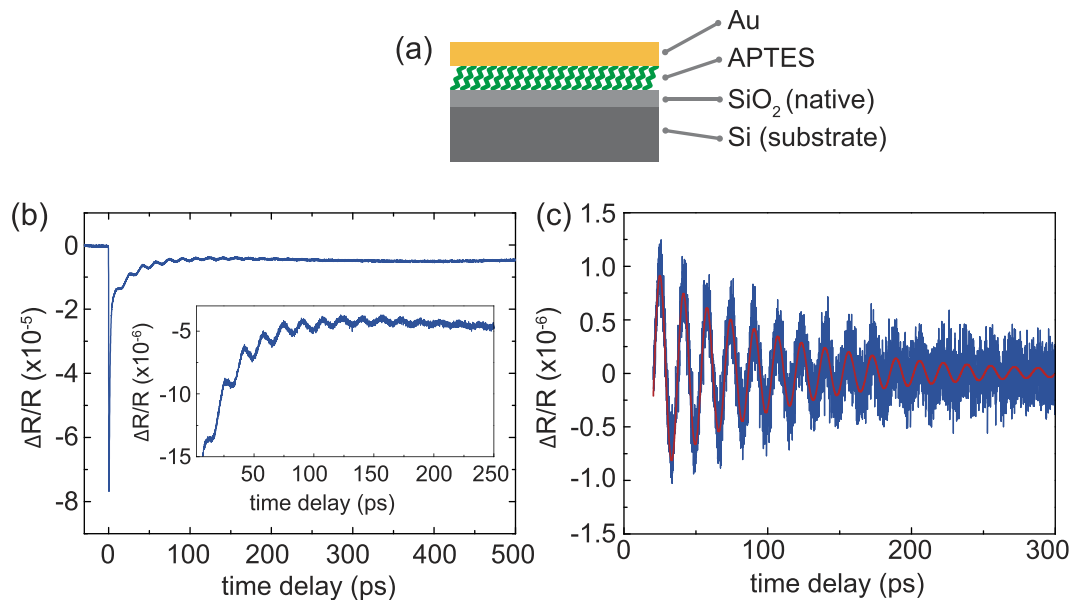 (a)
Au
APTES
SiO₂ (native)
Si (substrate)
(b)
ΔR/R (x10⁻⁵)
0
-2
-4
-6
-8
0 100 200 300 400 500
time delay (ps)
ΔR/R (x10⁻⁶)
-5
-10
-15
50 100 150 200 250
time delay (ps)
(c)
ΔR/R (x10⁻⁶)
1.5
1.0
0.5
0
-0.5
-1.0
-1.5
0 100 200 300
time delay (ps)